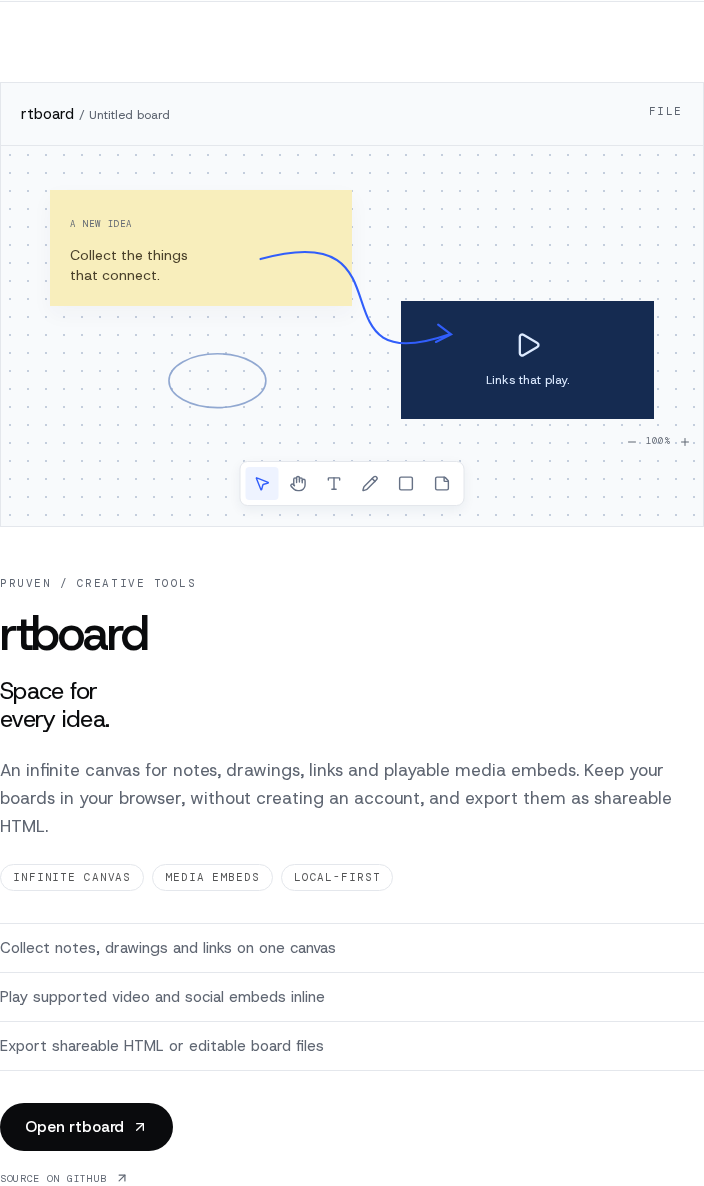 rtboard / Untitled board
FILE
A NEW IDEA
Collect the things
that connect.
Links that play.
100%
PRUVEN / CREATIVE TOOLS
rtboard
Space for
every idea.
An infinite canvas for notes, drawings, links and playable media embeds. Keep your
boards in your browser, without creating an account, and export them as shareable
HTML.
INFINITE CANVAS
MEDIA EMBEDS
LOCAL-FIRST
Collect notes, drawings and links on one canvas
Play supported video and social embeds inline
Export shareable HTML or editable board files
Open rtboard
SOURCE ON GITHUB